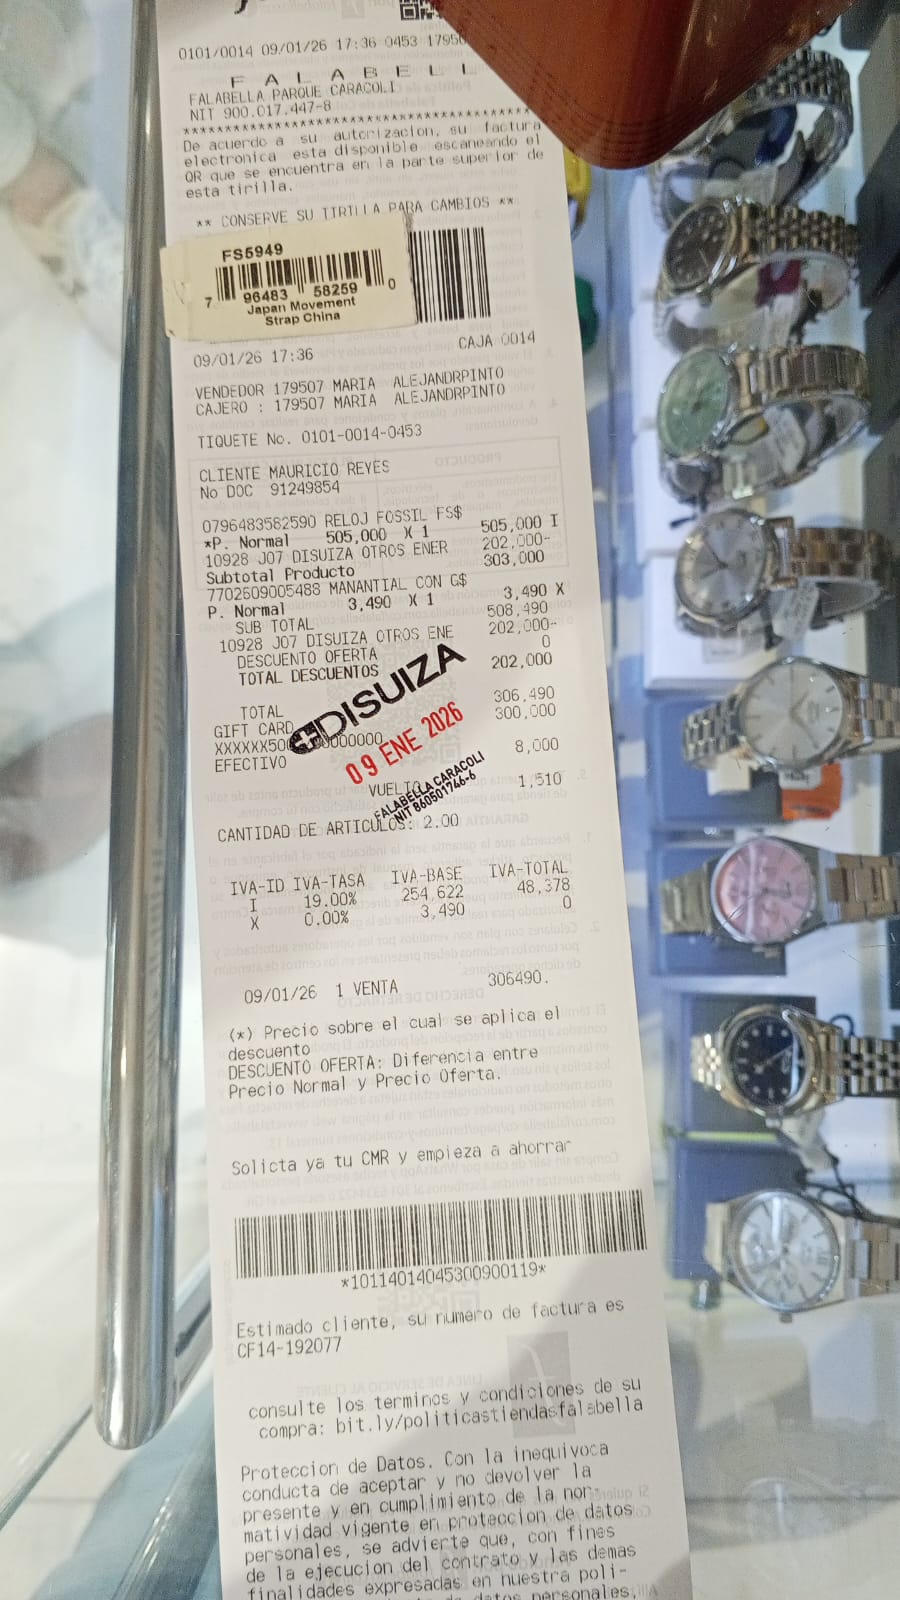 0101/0014 09/01/26 17:36 0453 17950
F A L A B E L L
FALABELLA PARQUE CARACOLI
NIT 900.017.447-8
De acuerdo a su autorizacion, su factura
electronica esta disponible escaneando el
QR que se encuentra en la parte superior de
esta tirilla.
** CONSERVE SU TIRILLA PARA CAMBIOS **
FS5949
7 96483 58259 0
Japan Movement
Strap China
09/01/26 17:36 CAJA 0014
VENDEDOR 179507 MARIA ALEJANDRPINTO
CAJERO : 179507 MARIA ALEJANDRPINTO
TIQUETE No. 0101-0014-0453
CLIENTE MAURICIO REYES
No DOC 91249854
0796483582590 RELOJ FOSSIL FS$
*P. Normal 505,000 X 1 505,000 I
10928 J07 DISUIZA OTROS ENER 202,000-
Subtotal Producto 303,000
7702609005488 MANANTIAL CON G$
P. Normal 3,490 X 1 3,490 X
SUB TOTAL 508,490
10928 J07 DISUIZA OTROS ENE 202,000-
DESCUENTO OFERTA 0
TOTAL DESCUENTOS 202,000
TOTAL 306,490
GIFT CARD 300,000
EFECTIVO 8,000
DISUIZA
09 ENE 2026
FALABELLA CARACOLI
NIT 860501746-6
VUELTO 1,510
CANTIDAD DE ARTICULOS: 2.00
IVA-ID IVA-TASA IVA-BASE IVA-TOTAL
I 19.00% 254,622 48,378
X 0.00% 3,490 0
09/01/26 1 VENTA 306490.
(*) Precio sobre el cual se aplica el
descuento
DESCUENTO OFERTA: Diferencia entre
Precio Normal y Precio Oferta.
Solicta ya tu CMR y empieza a ahorrar
*10114014045300900119*
Estimado cliente, su numero de factura es
CF14-192077
consulte los terminos y condiciones de su
compra: bit.ly/politicastiendasfalabella
Proteccion de Datos. Con la inequivoca
conducta de aceptar y no devolver la
presente y en cumplimiento de la nor-
matividad vigente en proteccion de datos
personales, se advierte que, con fines
de la ejecucion del contrato y las demas
finalidades expresadas en nuestra poli-
datos personales,